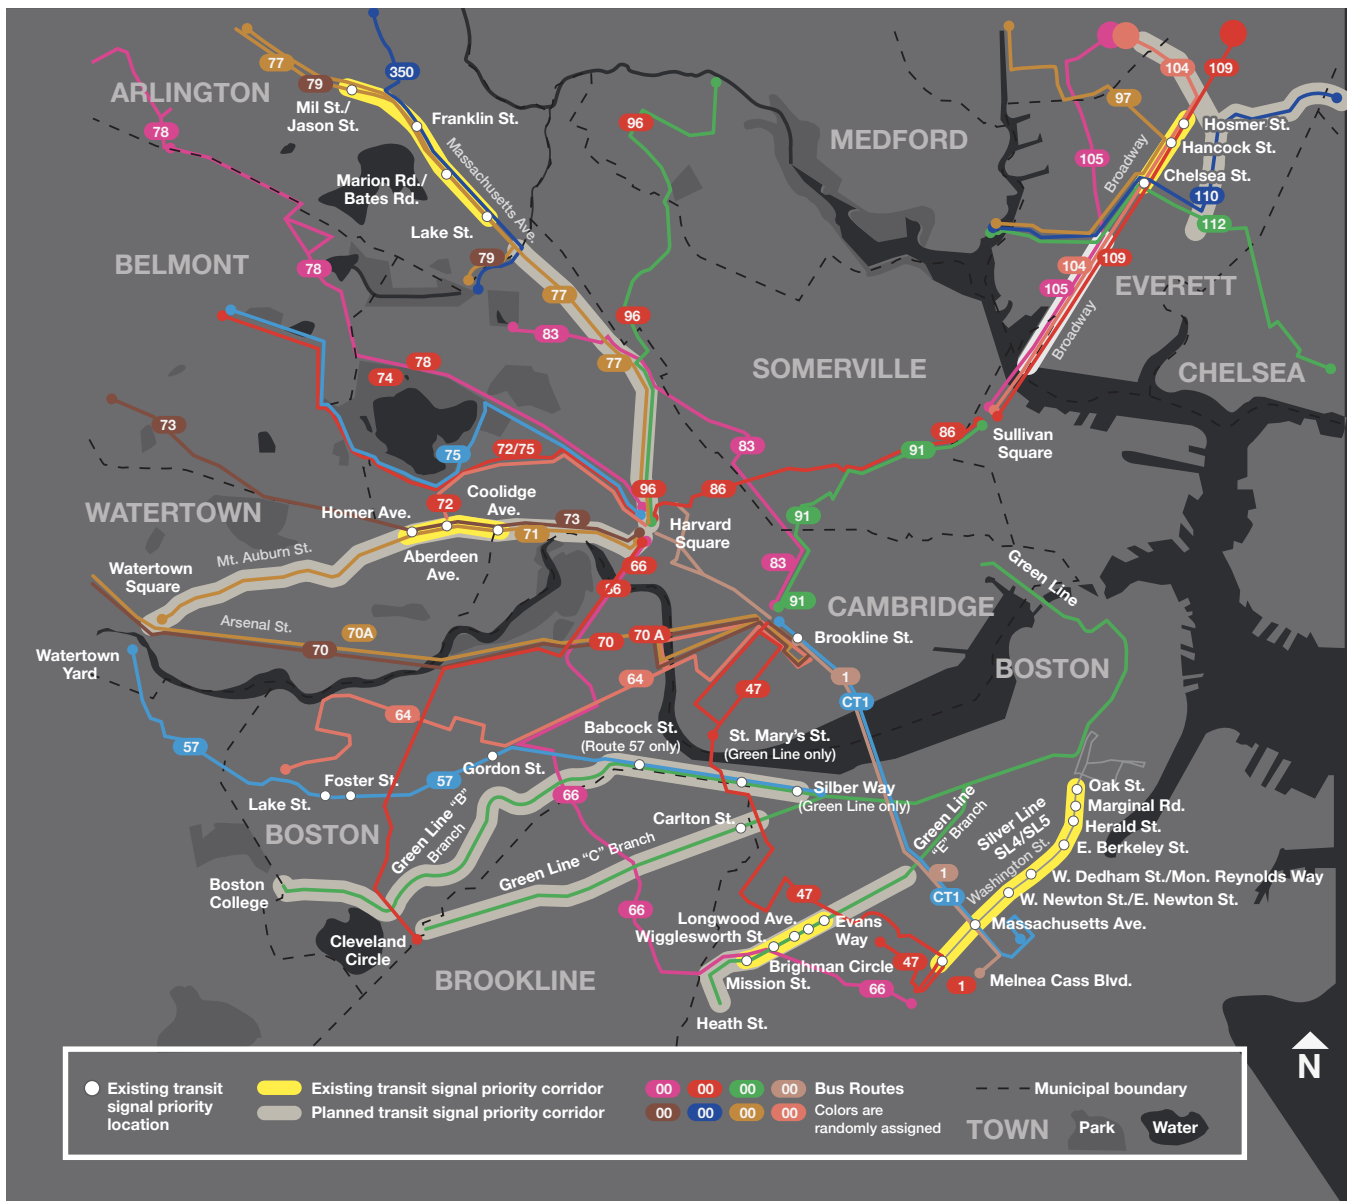 77
350
104
109
79
ARLINGTON
97
Mil St./
Jason St.
Franklin St.
96
Hosmer St.
78
MEDFORD
Hancock St.
Broadway
105
Massachusetts Ave.
Marion Rd./
Bates Rd.
Chelsea St.
110
Lake St.
112
79
BELMONT
78
104
109
EVERETT
105
77
96
Broadway
83
77
78
74
SOMERVILLE
CHELSEA
73
86
Sullivan
Square
83
72/75
75
91
96
86
Coolidge
Ave.
72
WATERTOWN
Homer Ave.
73
71
91
Harvard
Square
Mt. Auburn St.
Aberdeen
Ave.
Watertown
Square
83
66
Green Line
86
91
CAMBRIDGE
Arsenal St.
70A
70
70
70 A
Brookline St.
Watertown
Yard
BOSTON
64
1
47
CT1
64
Babcock St.
(Route 57 only)
St. Mary's St.
(Green Line only)
57
Gordon St.
57
Foster St.
Lake St.
Silber Way
(Green Line only)
Oak St.
Marginal Rd.
Herald St.
E. Berkeley St.
66
Green Line "B"
Branch
BOSTON
Carlton St.
Green Line
"E" Branch
Silver Line
SL4/SL5
Washington St.
Green Line "C" Branch
1
W. Dedham St./Mon. Reynolds Way
Boston
College
47
CT1
W. Newton St./E. Newton St.
66
Longwood Ave.
Evans
Way
Massachusetts Ave.
Wigglesworth St.
Cleveland
Circle
47
Brighman Circle
BROOKLINE
Mission St.
66
1
Melnea Cass Blvd.
Heath St.
N
Existing transit
signal priority
location
Existing transit signal priority corridor
Planned transit signal priority corridor
00 00 00 00 Bus Routes
00 00 00 00 Colors are
randomly assigned
Municipal boundary
TOWN
Park
Water